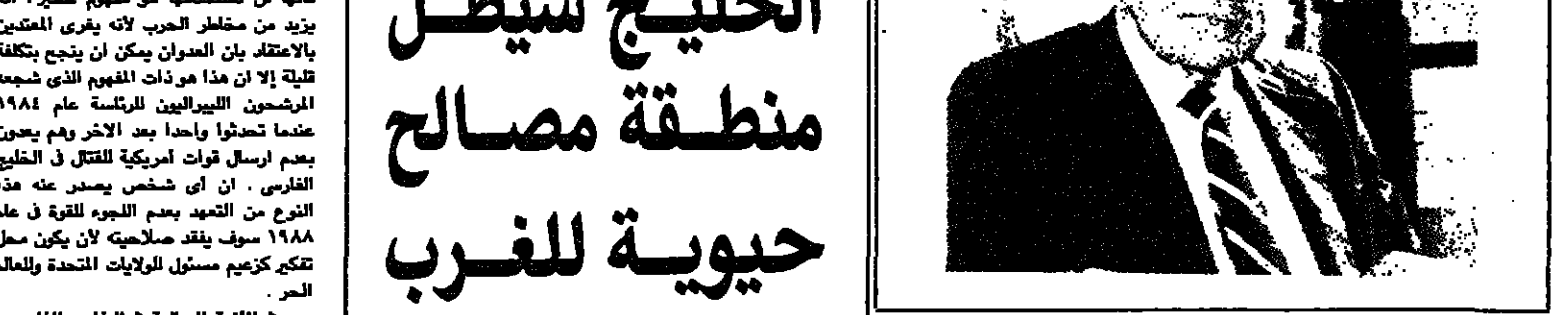 الخليج سيظل
منطقة مصالح
حيوية للغرب
يزيد من مخاطر الحرب لأنه يغرى المعتدين
بالاعتقاد بان العدوان يمكن ان ينجح بتكلفة
قليلة إلا ان هذا هو ذات المفهوم الذى شجعه
المرشحون الليبراليون للرئاسة عام ١٩٨٤
عندما تحدثوا واحدا بعد الاخر وهم يعدون
بعدم ارسال قوات أمريكية للقتال فى الخليج
الفارسى . ان أى شخص يصدر عنه هذا
النوع من التعهد بعدم اللجوء للقوة فى عام
١٩٨٨ سوف يفقد صلاحيته لأن يكون محل
تفكير كزعيم مسئول للولايات المتحدة وللعالم
الحر .